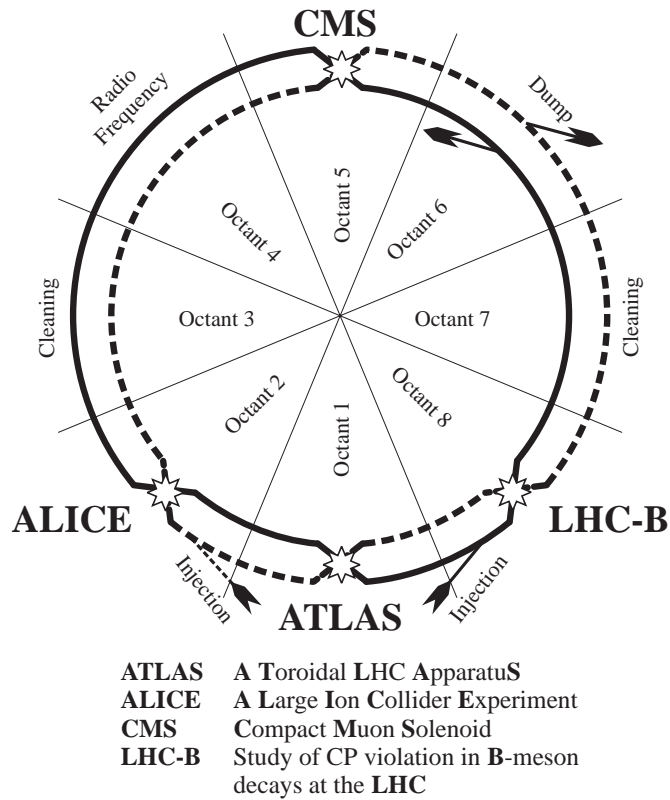 CMS
Radio
Frequency
Dump
Octant 5
Octant 4
Octant 6
Cleaning
Octant 3
Octant 7
Cleaning
Octant 2
Octant 1
Octant 8
ALICE
LHC-B
Injection
ATLAS
Injection
ATLAS A Toroidal LHC ApparatuS
ALICE A Large Ion Collider Experiment
CMS Compact Muon Solenoid
LHC-B Study of CP violation in B-meson
decays at the LHC